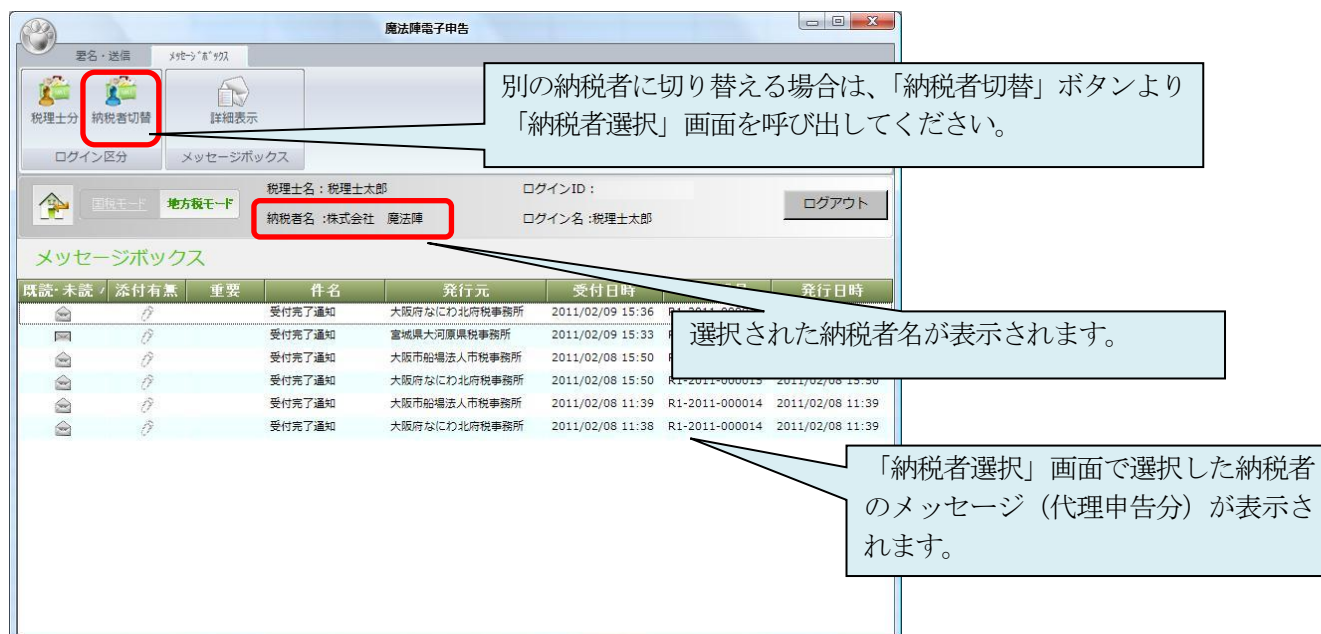 魔法陣電子申告
署名・送信 ﾒｯｾｰｼﾞﾎﾞｯｸｽ
税理士分 納税者切替 詳細表示
ログイン区分 メッセージボックス
別の納税者に切り替える場合は、「納税者切替」ボタンより
「納税者選択」画面を呼び出してください。
国税モード 地方税モード
税理士名：税理士太郎 ログインID：
納税者名 :株式会社 魔法陣 ログイン名 :税理士太郎
ログアウト
メッセージボックス
既読･未読 添付有無 重要 件名 発行元 受付日時 発行日時
受付完了通知 大阪府なにわ北府税事務所 2011/02/09 15:36
受付完了通知 宮城県大河原県税事務所 2011/02/09 15:33
受付完了通知 大阪市船場法人市税事務所 2011/02/08 15:50
受付完了通知 大阪府なにわ北府税事務所 2011/02/08 15:50 R1-2011-000015 2011/02/08 15:50
受付完了通知 大阪市船場法人市税事務所 2011/02/08 11:39 R1-2011-000014 2011/02/08 11:39
受付完了通知 大阪府なにわ北府税事務所 2011/02/08 11:38 R1-2011-000014 2011/02/08 11:39
選択された納税者名が表示されます。
「納税者選択」画面で選択した納税者
のメッセージ（代理申告分）が表示さ
れます。